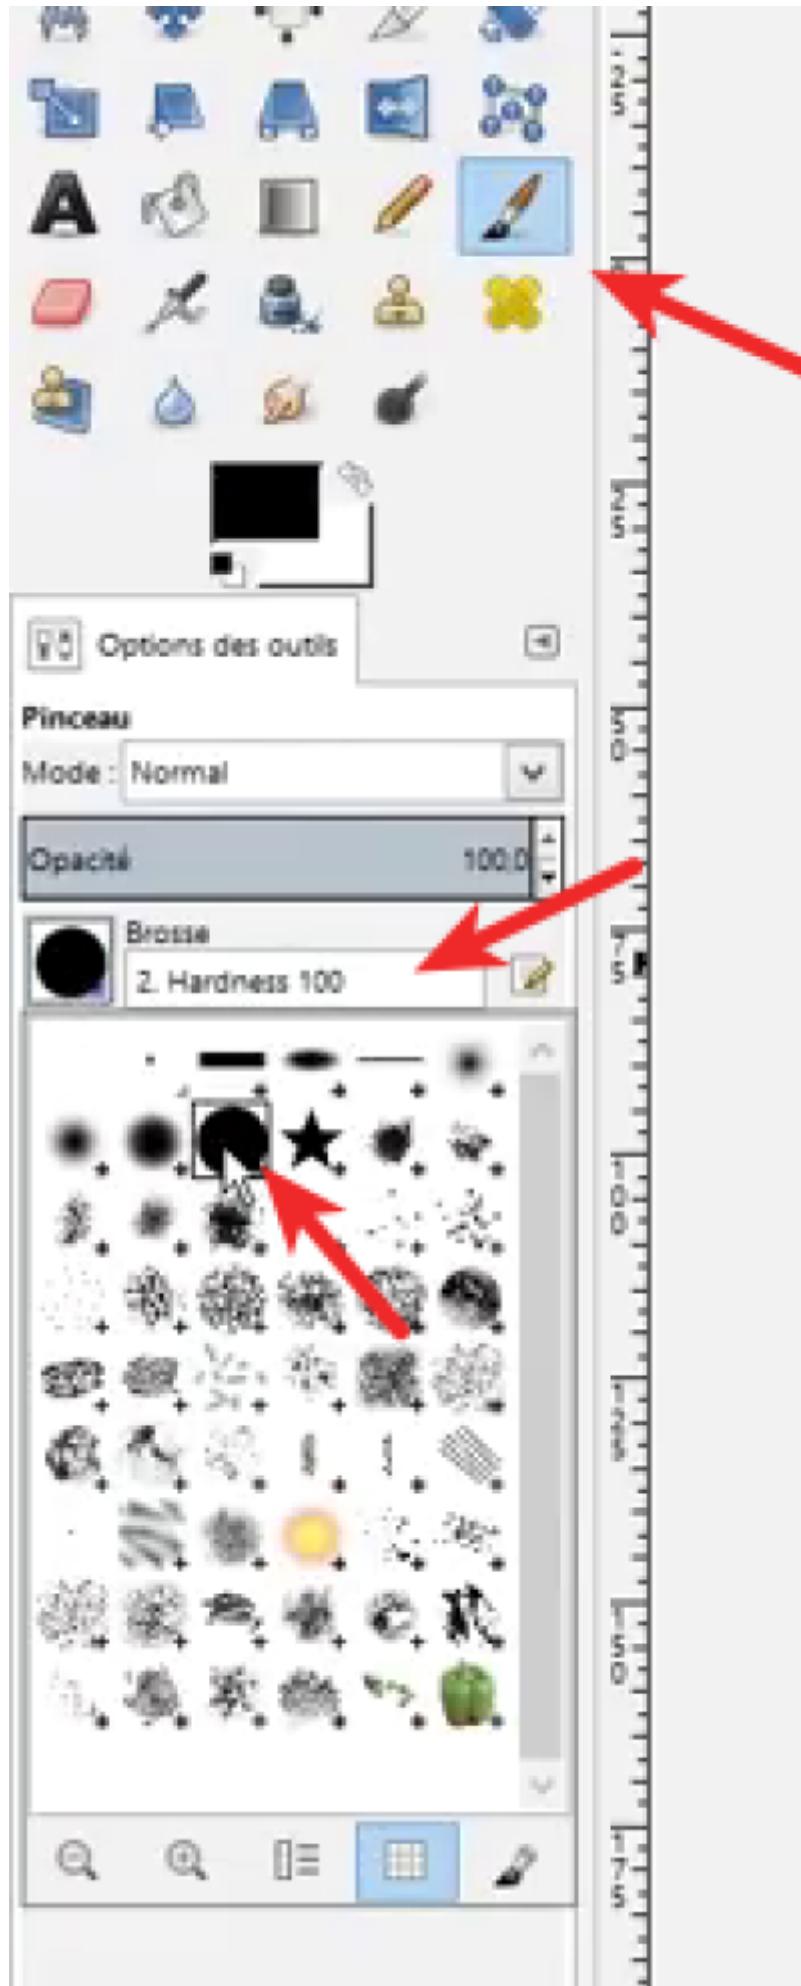 Options des outils
Pinceau
Mode : Normal
Opacité 100,0
Brosse
2. Hardness 100